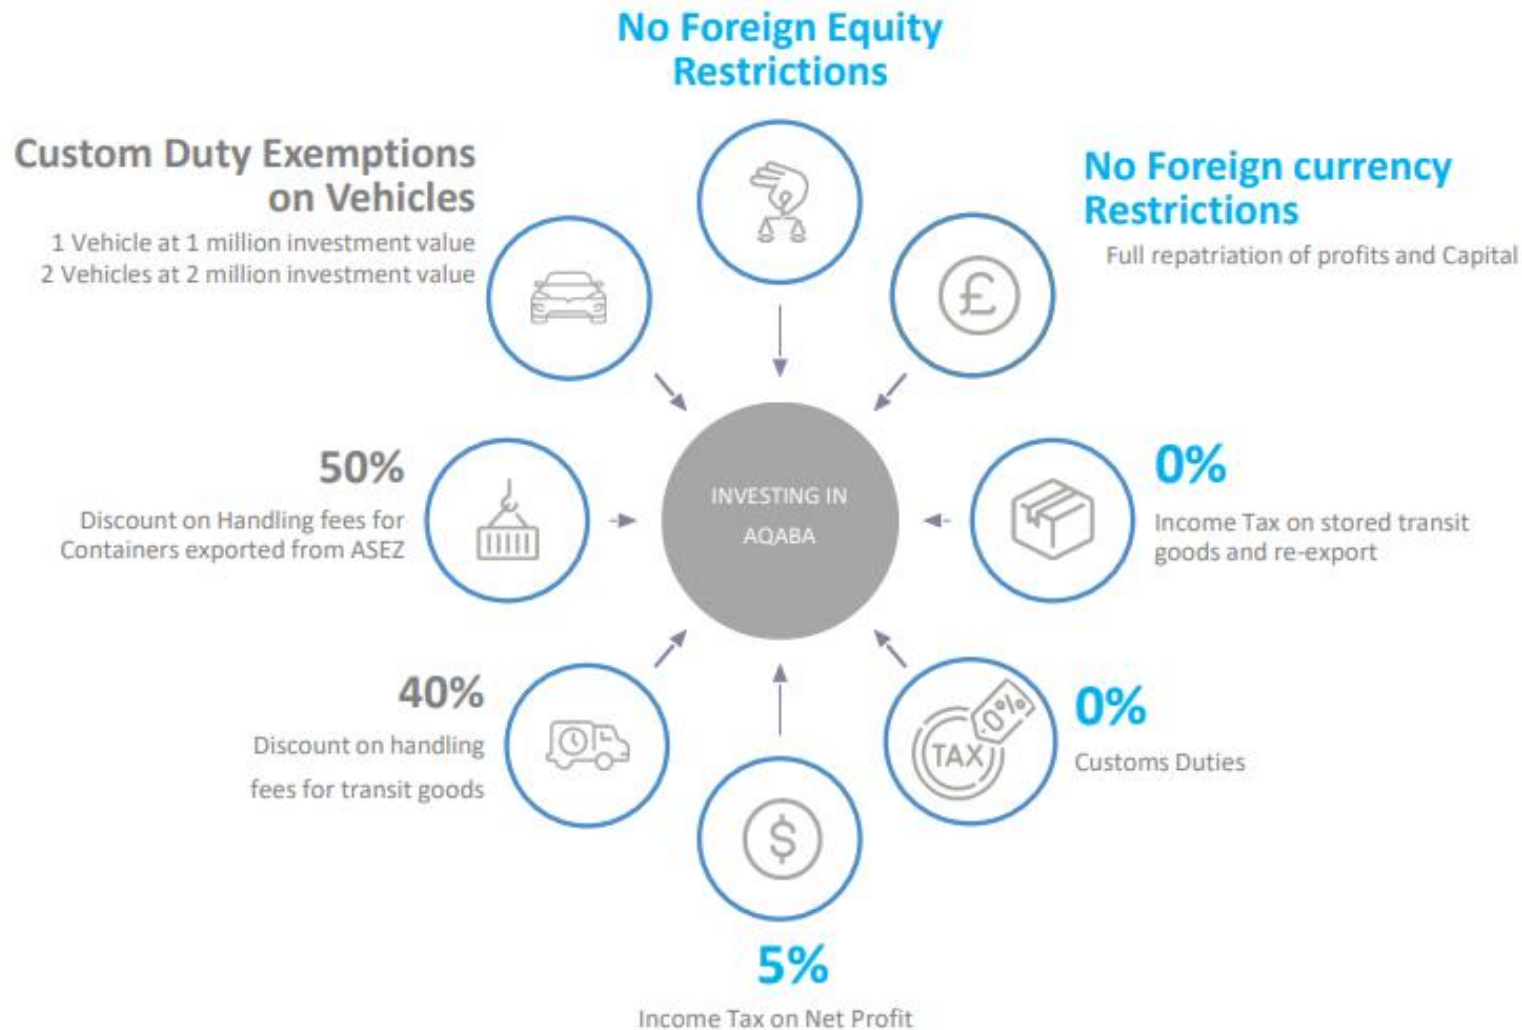 No Foreign Equity
Restrictions
Custom Duty Exemptions
on Vehicles
1 Vehicle at 1 million investment value
2 Vehicles at 2 million investment value
No Foreign currency
Restrictions
Full repatriation of profits and Capital
£
50%
Discount on Handling fees for
Containers exported from ASEZ
INVESTING IN
AQABA
0%
Income Tax on stored transit
goods and re-export
40%
Discount on handling
fees for transit goods
0%
TAX
0%
Customs Duties
$
5%
Income Tax on Net Profit